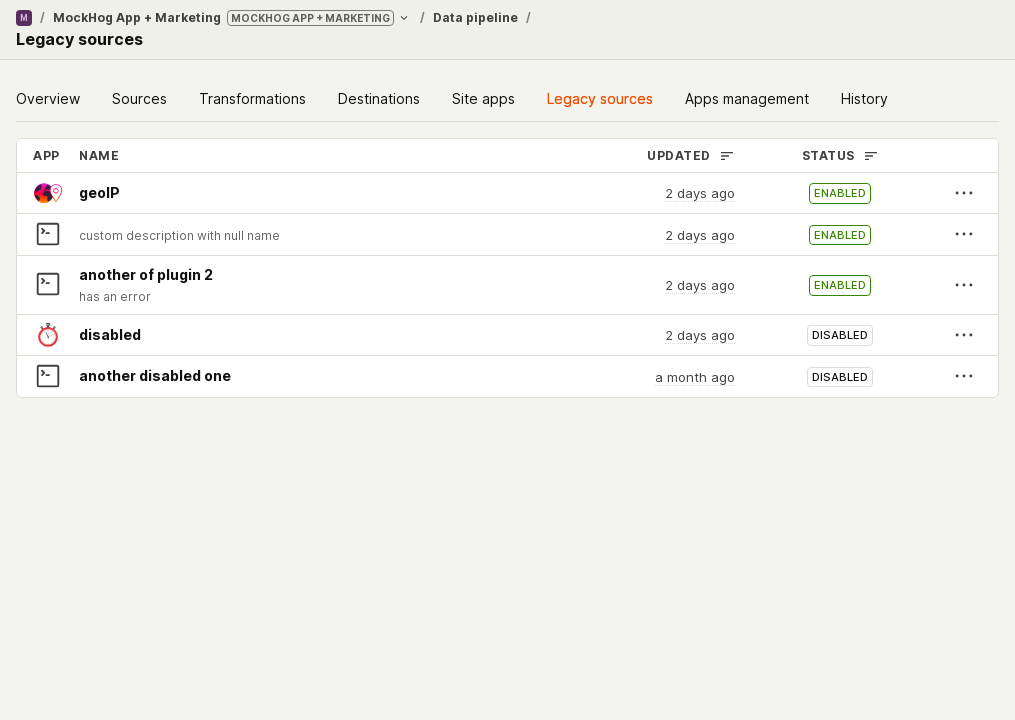 M / MockHog App + Marketing MOCKHOG APP + MARKETING / Data pipeline /
Legacy sources
Overview Sources Transformations Destinations Site apps Legacy sources Apps management History
APP NAME UPDATED STATUS
geoIP 2 days ago ENABLED
custom description with null name 2 days ago ENABLED
another of plugin 2
has an error 2 days ago ENABLED
disabled 2 days ago DISABLED
another disabled one a month ago DISABLED